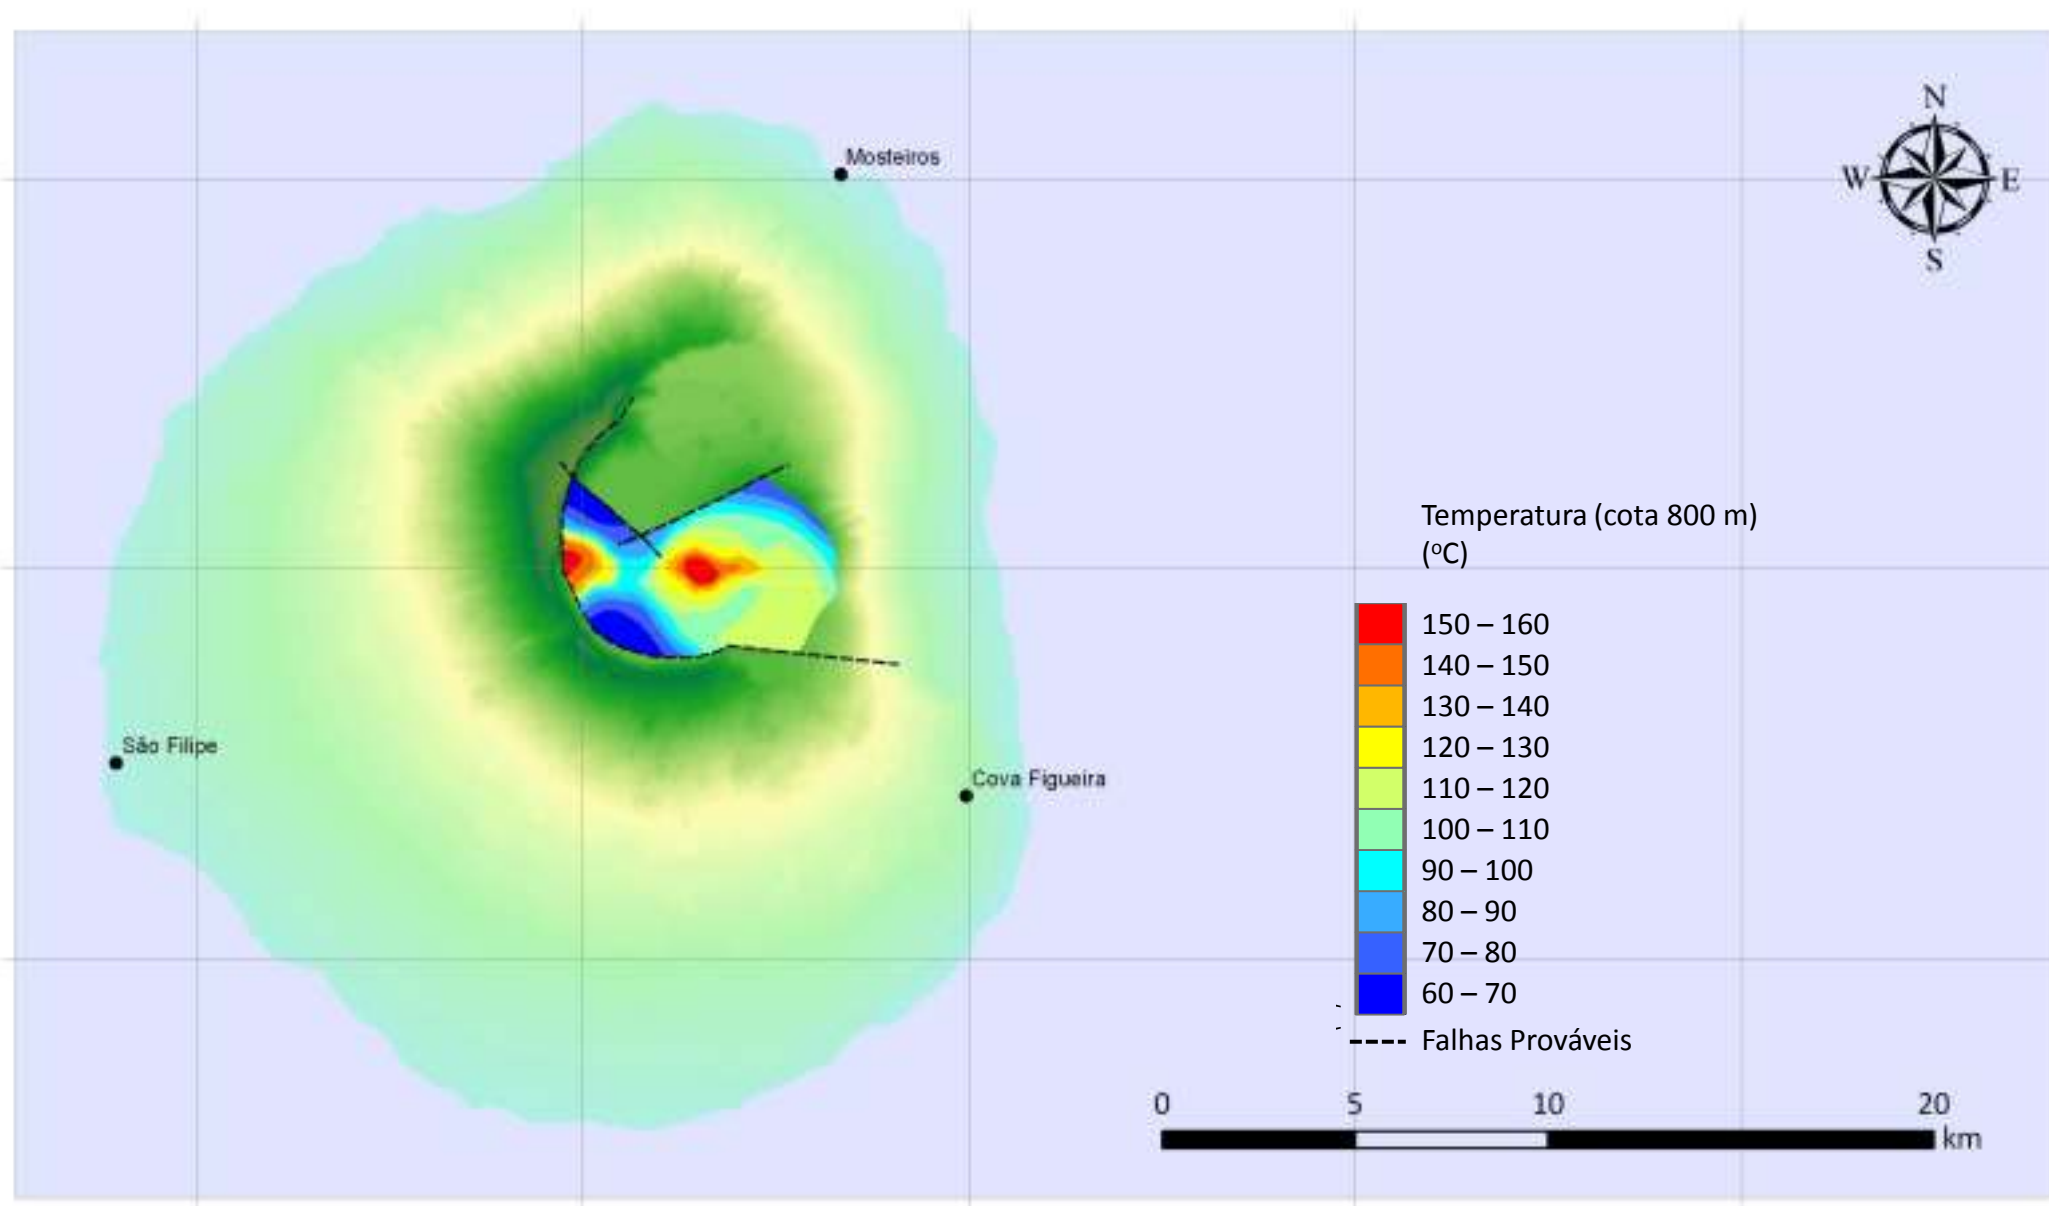 N
W
E
S
Mosteiros
São Filipe
Cova Figueira
Temperatura (cota 800 m)
(ºC)
150 – 160
140 – 150
130 – 140
120 – 130
110 – 120
100 – 110
90 – 100
80 – 90
70 – 80
60 – 70
Falhas Prováveis
0 5 10 20
km